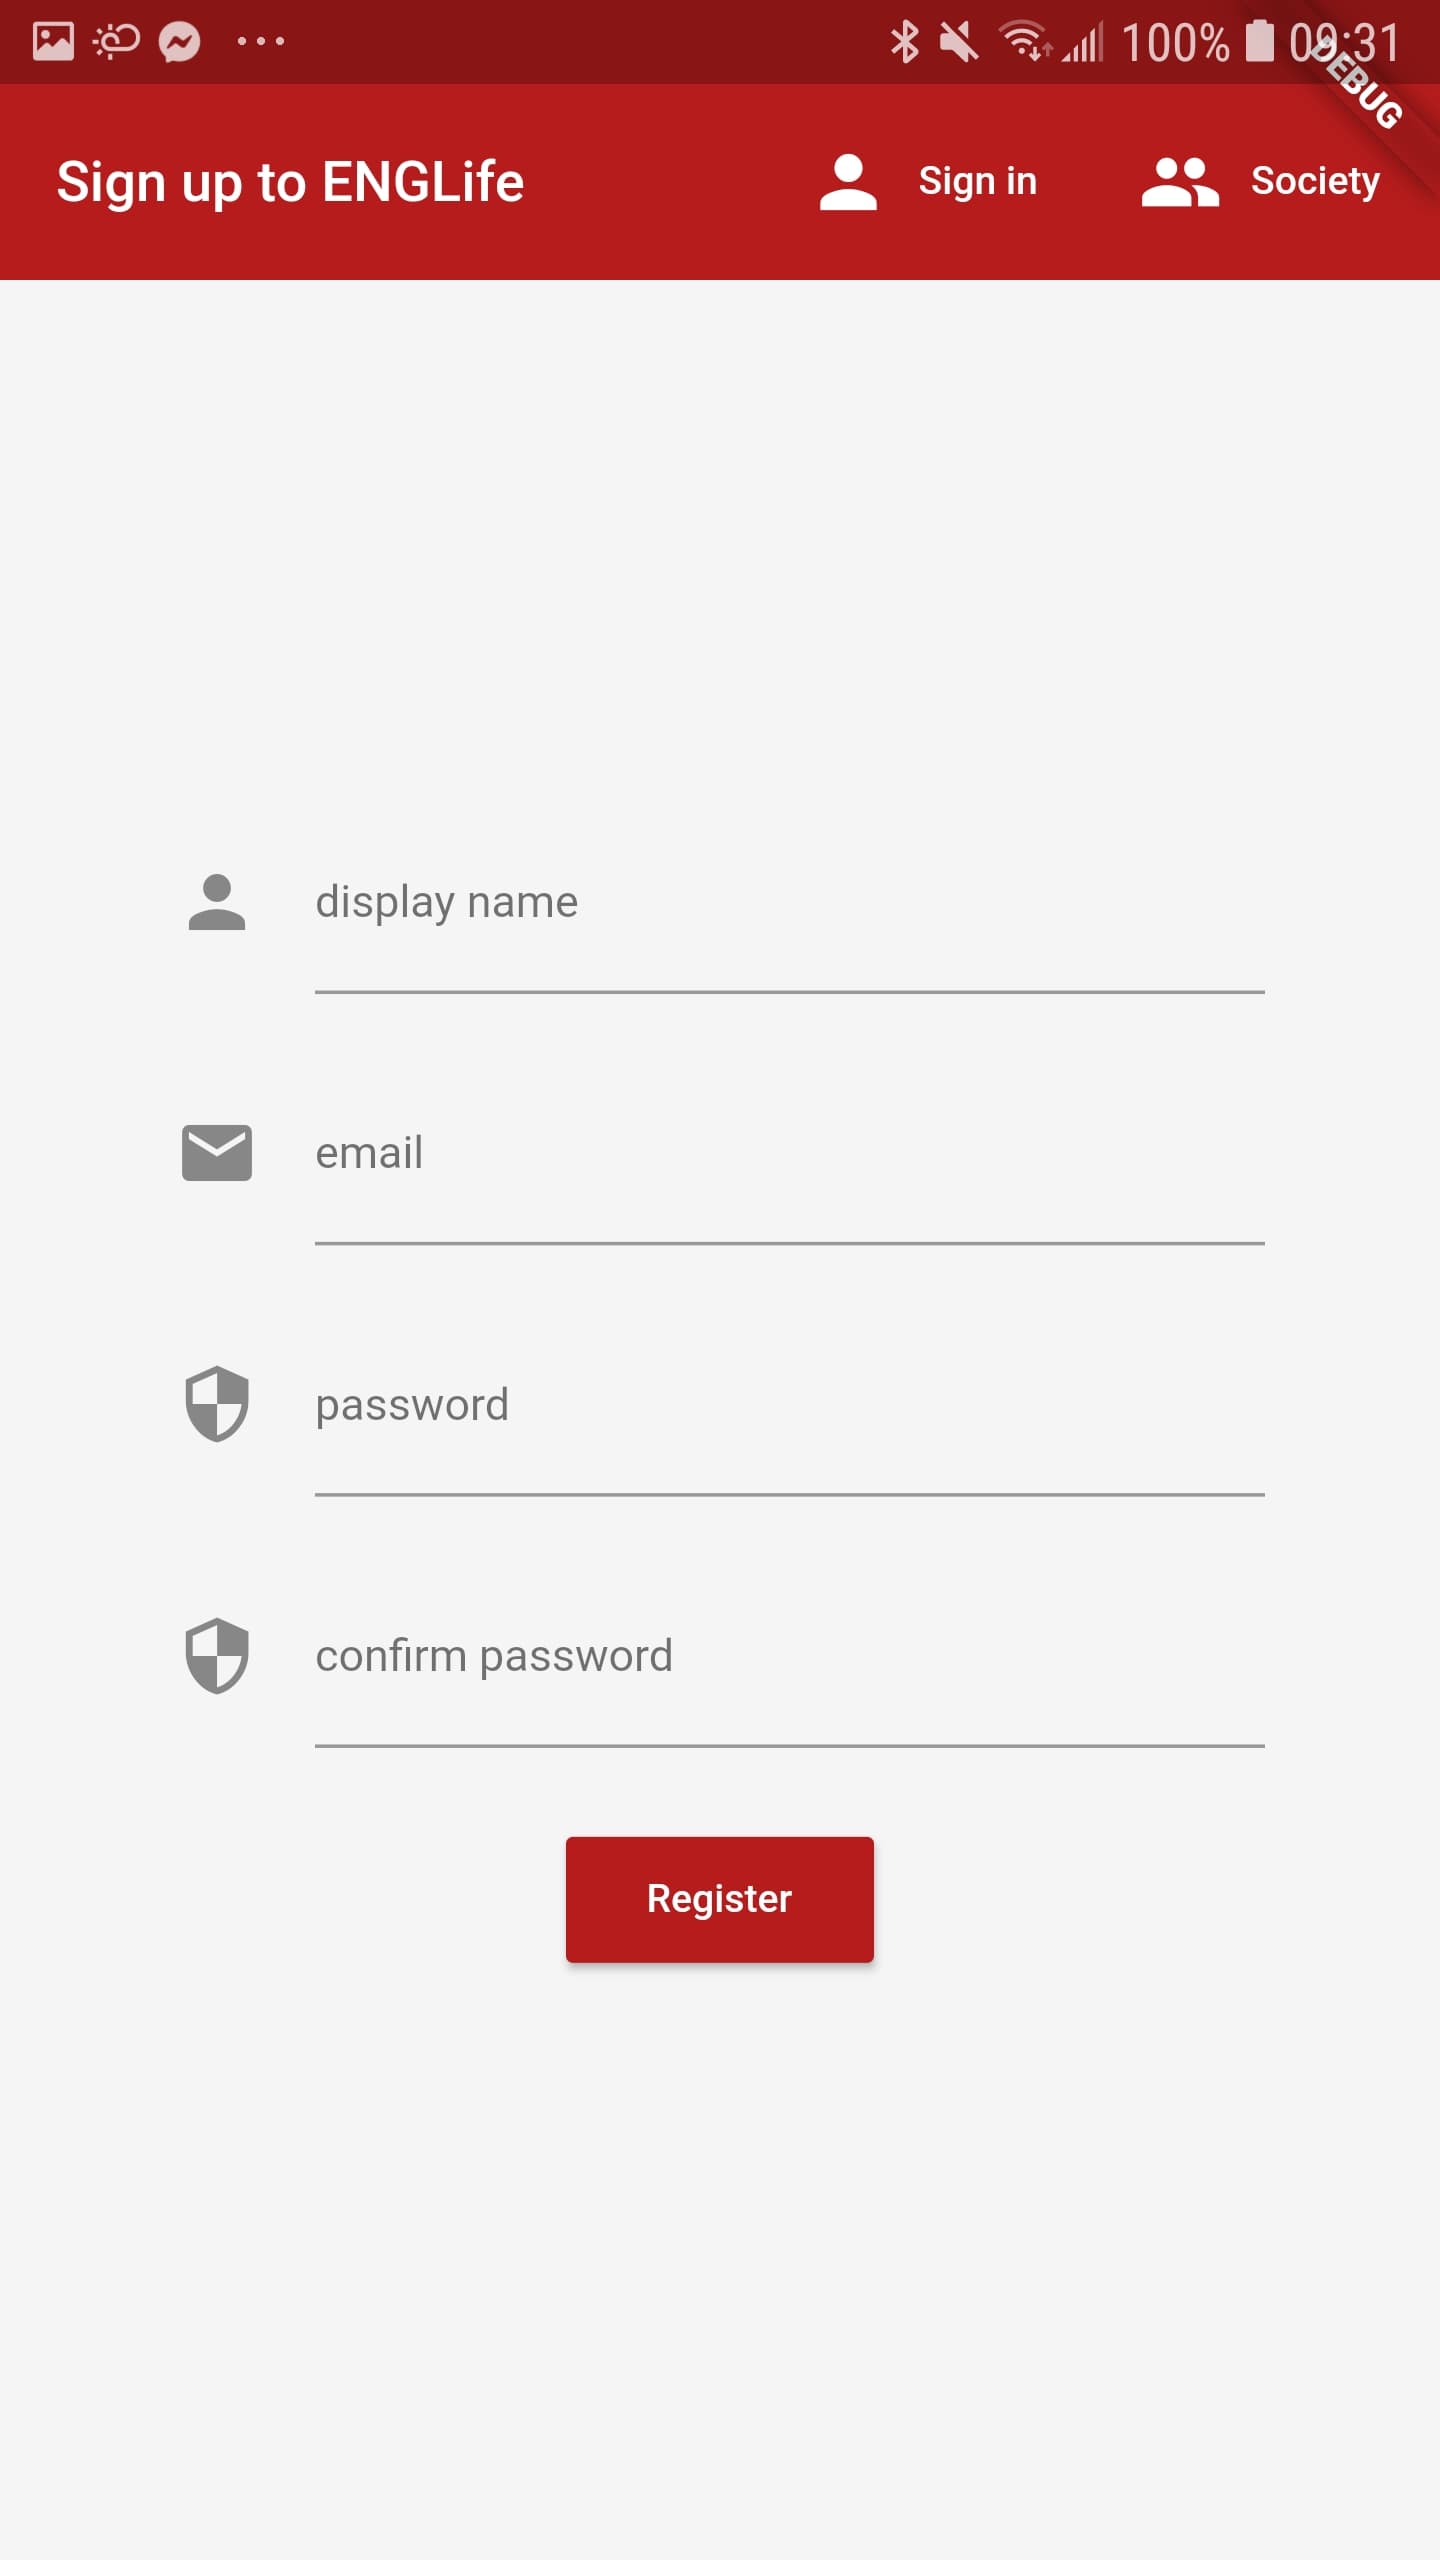 100% 09:31
DEBUG
Sign up to ENGLife Sign in Society
display name
email
password
confirm password
Register